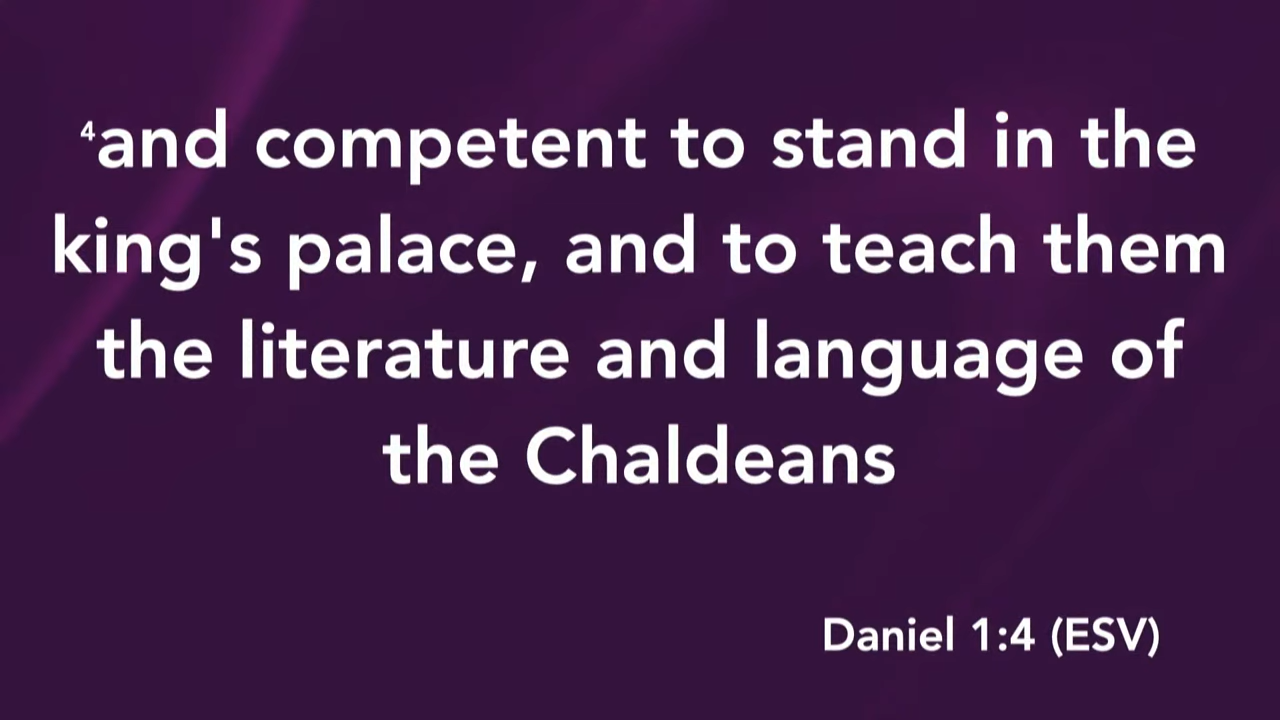 ⁴and competent to stand in the
king's palace, and to teach them
the literature and language of
the Chaldeans
Daniel 1:4 (ESV)